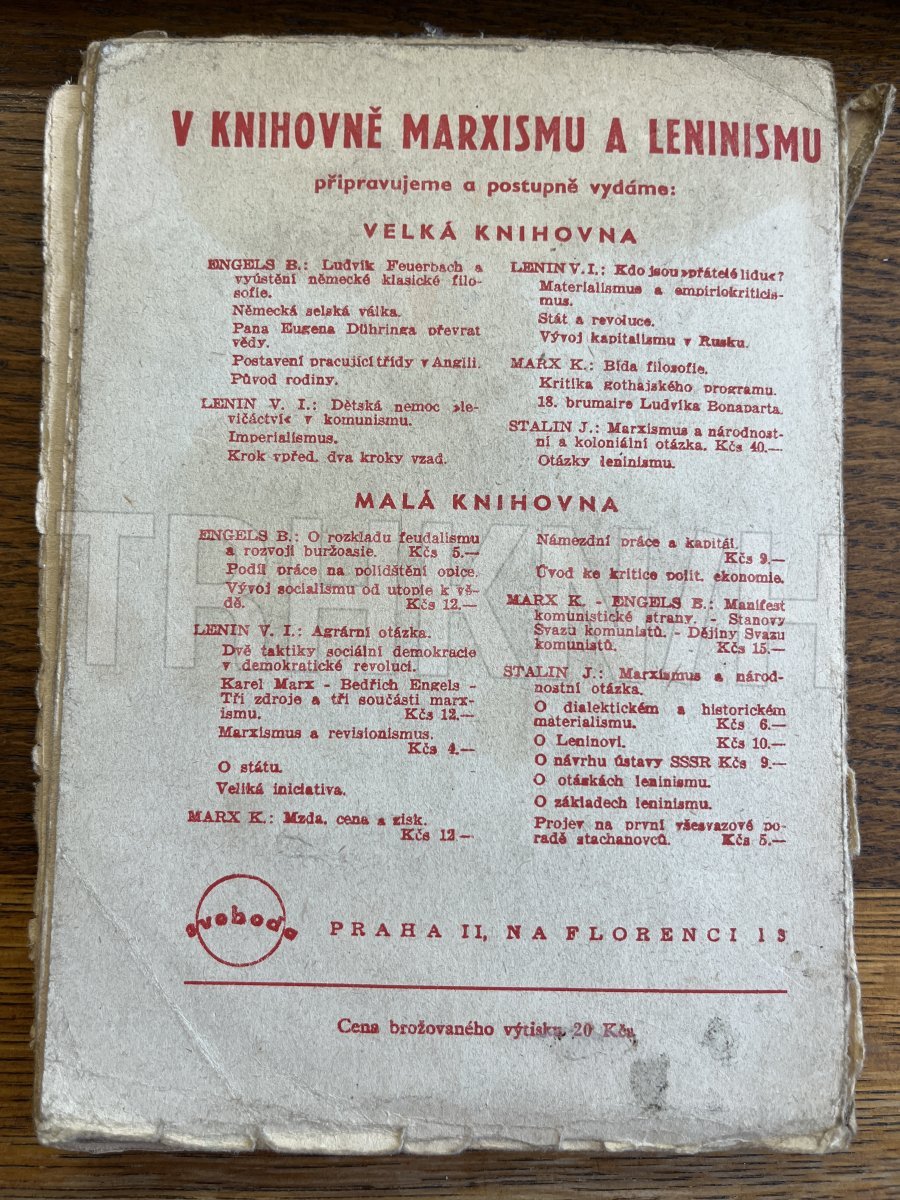 V KNIHOVNĚ MARXISMU A LENINISMU
připravujeme a postupně vydáme:
VELKÁ KNIHOVNA
ENGELS B.: Ludvík Feuerbach a
vyústění německé klasické filo-
sofie.
Německá selská válka.
Pana Eugena Dühringa převrat
vědy.
Postavení pracující třídy v Anglii.
Původ rodiny.
LENIN V. I.: Dětská nemoc »le-
vičáctví« v komunismu.
Imperialismus.
Krok vpřed, dva kroky vzad.
LENIN V. I.: Kdo jsou »přátelé lidu«?
Materialismus a empiriokriticis-
mus.
Stát a revoluce.
Vývoj kapitalismu v Rusku.
MARX K.: Bída filosofie.
Kritika gothajského programu.
18. brumaire Ludvíka Bonaparta.
STALIN J.: Marxismus a národnost-
ní a koloniální otázka. Kčs 40.—
Otázky leninismu.
MALÁ KNIHOVNA
ENGELS B.: O rozkladu feudalismu
a rozvoji buržoasie. Kčs 5.—
Podíl práce na polidštění opice.
Vývoj socialismu od utopie k vě-
dě. Kčs 12.—
LENIN V. I.: Agrární otázka.
Dvě taktiky sociální demokracie
v demokratické revoluci.
Karel Marx - Bedřich Engels -
Tři zdroje a tři součásti marx-
ismu. Kčs 12.—
Marxismus a revisionismus.
Kčs 4.—
O státu.
Veliká iniciativa.
MARX K.: Mzda, cena a zisk.
Kčs 12 —
Námezdní práce a kapitál.
Kčs 9.—
Úvod ke kritice polit. ekonomie.
MARX K. - ENGELS B.: Manifest
komunistické strany. - Stanovy
Svazu komunistů. - Dějiny Svazu
komunistů. Kčs 15.—
STALIN J.: Marxismus a národ-
nostní otázka.
O dialektickém a historickém
materialismu. Kčs 6.—
O Leninovi. Kčs 10.—
O návrhu ústavy SSSR Kčs 9.—
O otáskách leninismu.
O základech leninismu.
Projev na první všesvazové po-
radě stachanovců. Kčs 5.—
svoboda
PRAHA II, NA FLORENCI 13
Cena brožovaného výtisku 20 Kčs